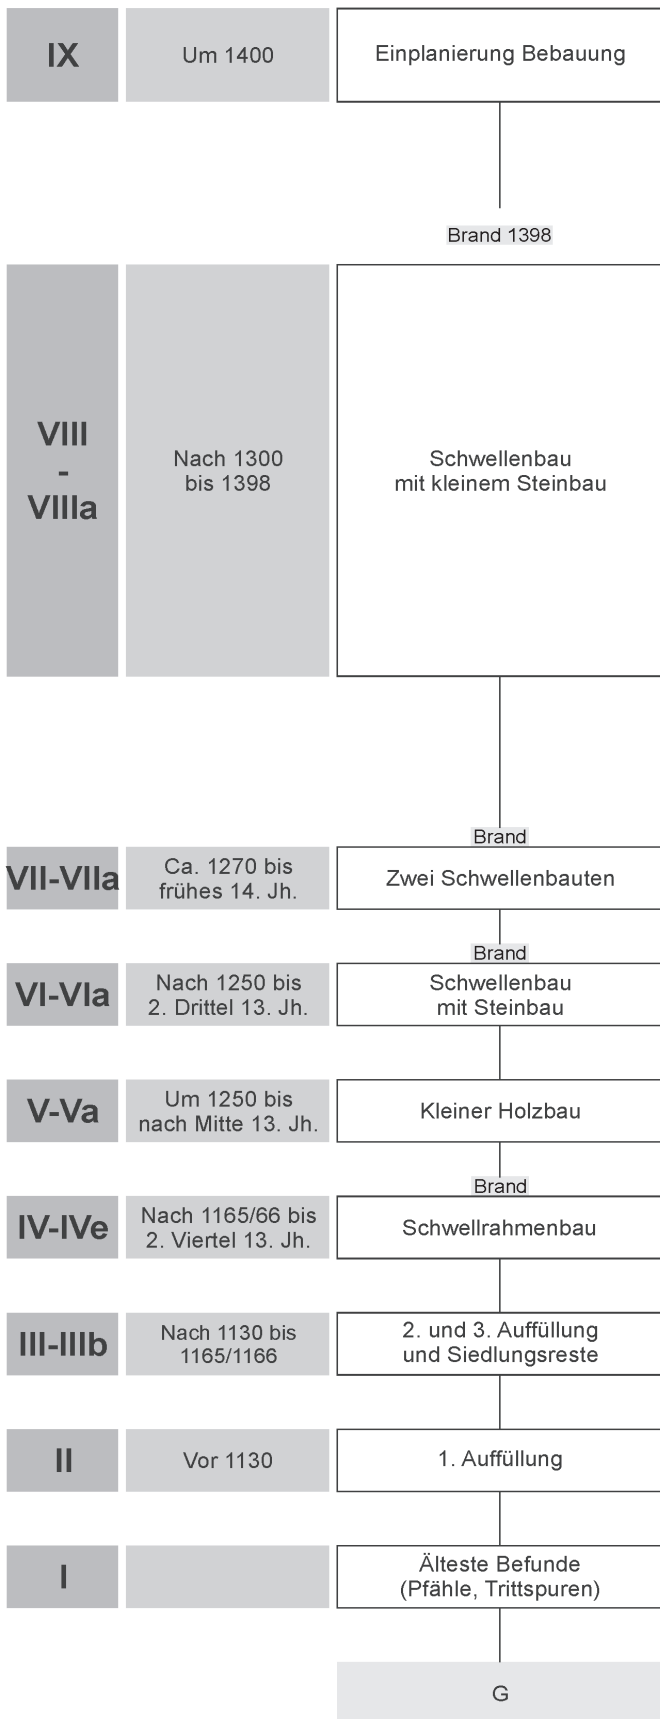 IX
Um 1400
Einplanierung Bebauung
Brand 1398
VIII
-
VIIIa
Nach 1300
bis 1398
Schwellenbau
mit kleinem Steinbau
Brand
VII-VIIa
Ca. 1270 bis
frühes 14. Jh.
Zwei Schwellenbauten
Brand
VI-VIa
Nach 1250 bis
2. Drittel 13. Jh.
Schwellenbau
mit Steinbau
V-Va
Um 1250 bis
nach Mitte 13. Jh.
Kleiner Holzbau
Brand
IV-IVe
Nach 1165/66 bis
2. Viertel 13. Jh.
Schwellrahmenbau
III-IIIb
Nach 1130 bis
1165/1166
2. und 3. Auffüllung
und Siedlungsreste
II
Vor 1130
1. Auffüllung
I
Älteste Befunde
(Pfähle, Trittspuren)
G